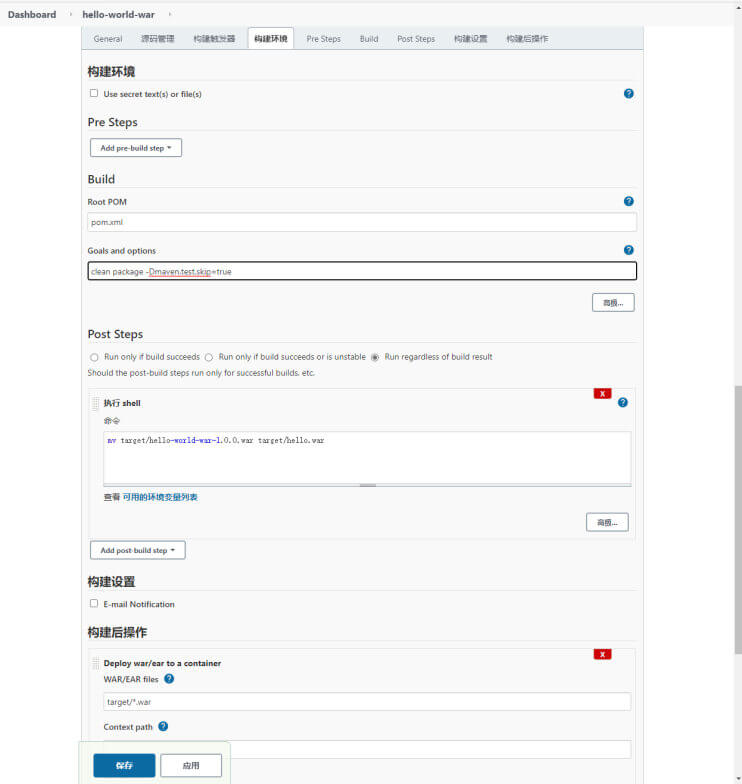 Dashboard hello-world-war
General 源码管理 构建触发器 构建环境 Pre Steps Build Post Steps 构建设置 构建后操作
构建环境
Use secret text(s) or file(s)
Pre Steps
Add pre-build step
Build
Root POM
pom.xml
Goals and options
clean package -Dmaven.test.skip=true
高级...
Post Steps
Run only if build succeeds Run only if build succeeds or is unstable Run regardless of build result
Should the post-build steps run only for successful builds, etc.
X
执行 shell
命令
mv target/hello-world-war-1.0.0.war target/hello.war
查看 可用的环境变量列表
高级...
Add post-build step
构建设置
E-mail Notification
构建后操作
X
Deploy war/ear to a container
WAR/EAR files
target/*.war
Context path
保存 应用